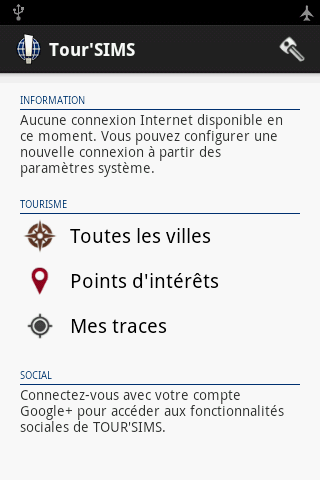 Tour'SIMS
INFORMATION
Aucune connexion Internet disponible en
ce moment. Vous pouvez configurer une
nouvelle connexion à partir des
paramètres système.
TOURISME
Toutes les villes
Points d'intérêts
Mes traces
SOCIAL
Connectez-vous avec votre compte
Google+ pour accéder aux fonctionnalités
sociales de TOUR'SIMS.